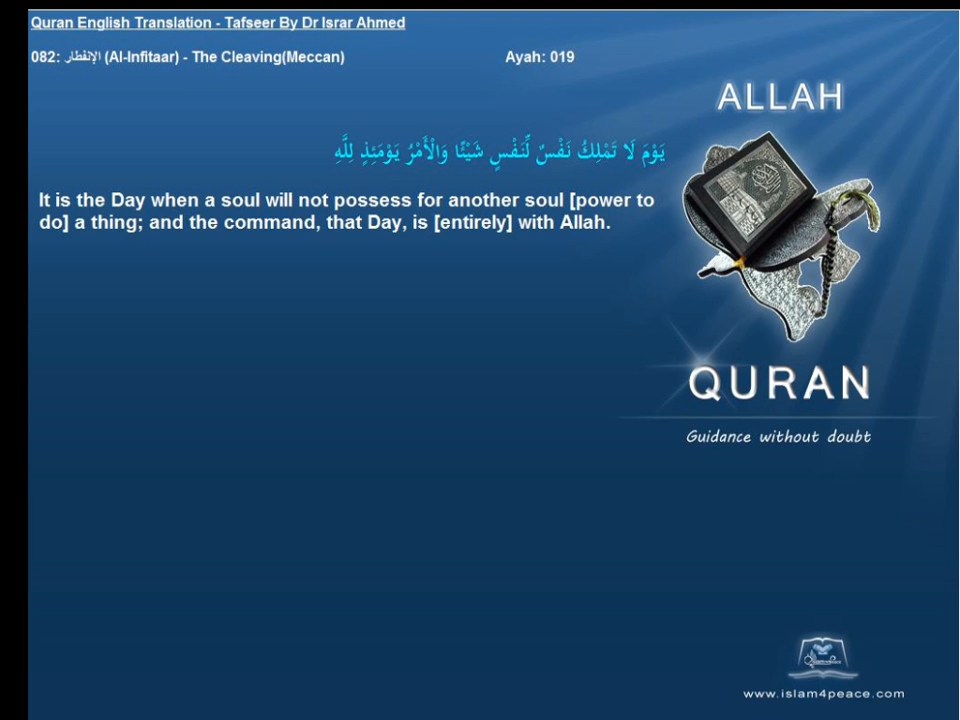 Quran English Translation - Tafseer By Dr Israr Ahmed
082: الإنفطار (Al-Infitaar) - The Cleaving(Meccan) Ayah: 019
ALLAH
يَوْمَ لَا تَمْلِكُ نَفْسٌ لِّنَفْسٍ شَيْئًا وَالْأَمْرُ يَوْمَئِذٍ لِلَّهِ
It is the Day when a soul will not possess for another soul [power to
do] a thing; and the command, that Day, is [entirely] with Allah.
QURAN
Guidance without doubt
www.islam4peace.com